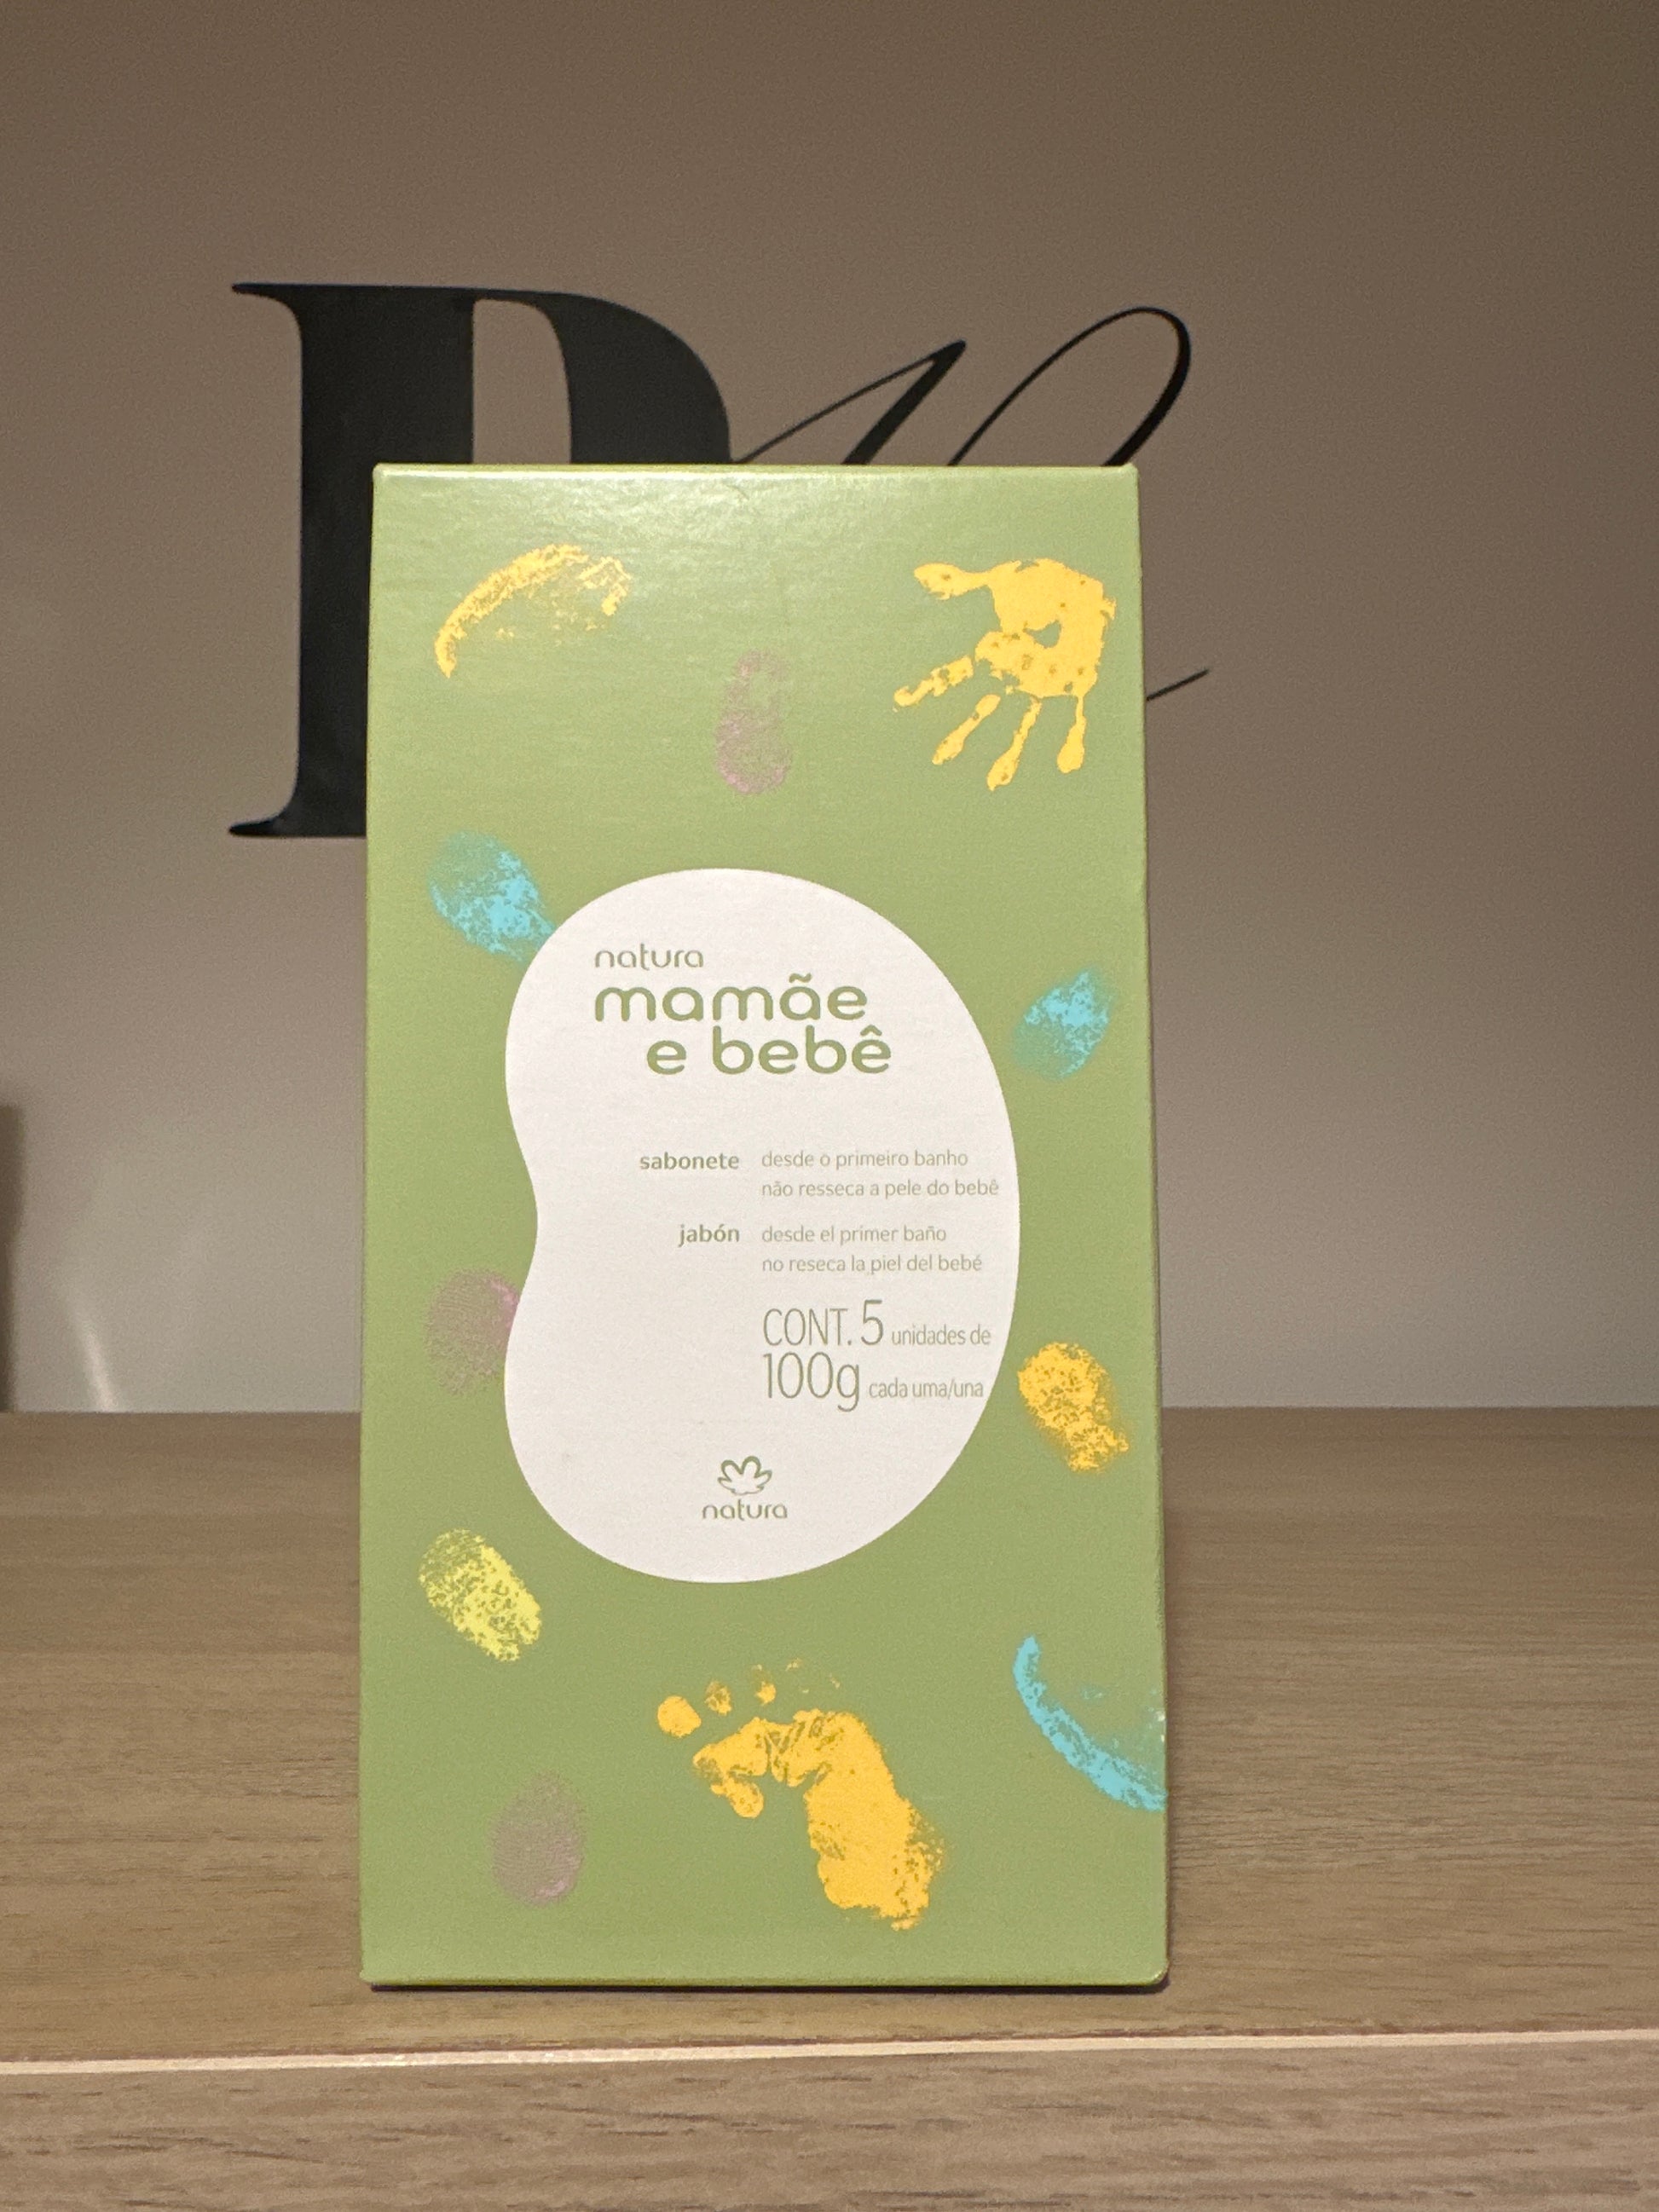 natura
mamãe
e bebê
sabonete desde o primeiro banho
não resseca a pele do bebê
jabón desde el primer baño
no reseca la piel del bebé
CONT. 5 unidades de
100g cada uma/una
natura